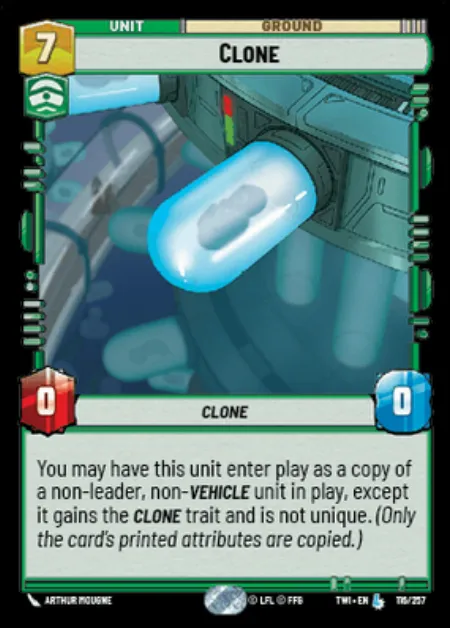 UNIT GROUND
7
CLONE
0 0
CLONE
You may have this unit enter play as a copy of
a non-leader, non-VEHICLE unit in play, except
it gains the CLONE trait and is not unique. (Only
the card's printed attributes are copied.)
ARTHUR MOUGNE © LFL © FFG TWI • EN 116/257